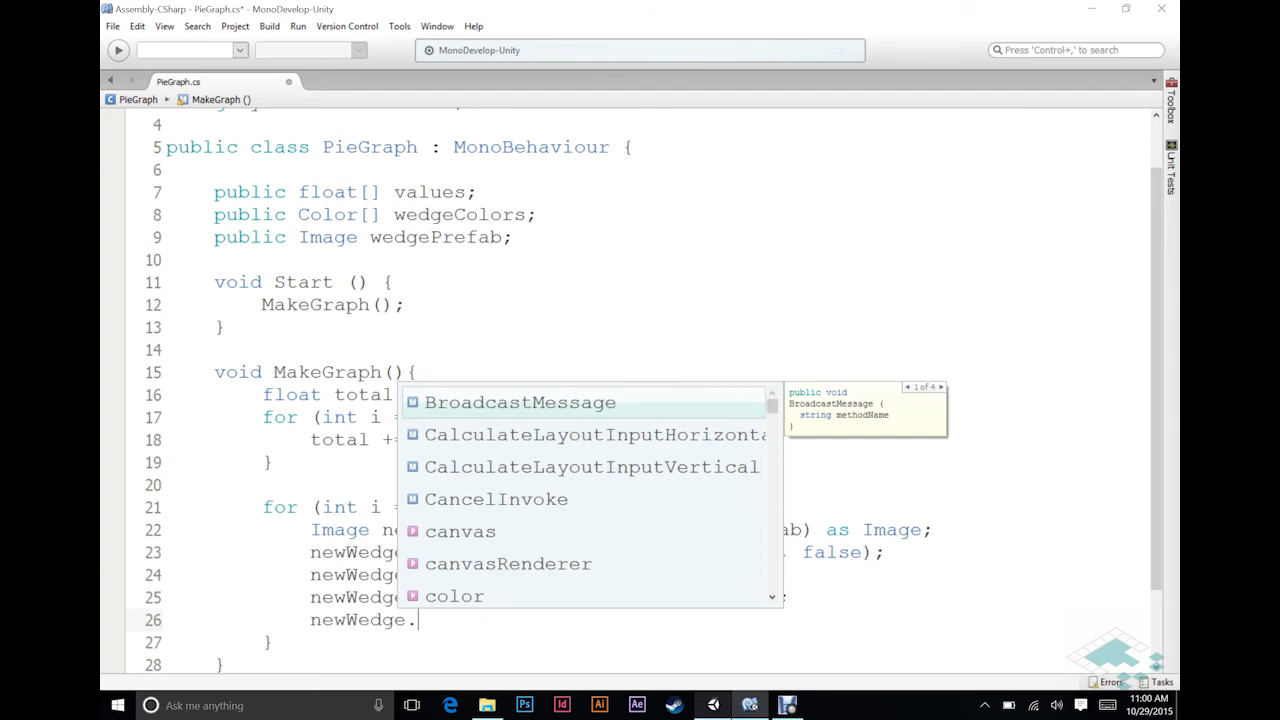 Assembly-CSharp - PieGraph.cs* - MonoDevelop-Unity
File Edit View Search Project Build Run Version Control Tools Window Help
MonoDevelop-Unity
Press 'Control+,' to search
PieGraph.cs
PieGraph MakeGraph ()
Toolbox
Unit Tests
4
5 public class PieGraph : MonoBehaviour {
6
7 public float[] values;
8 public Color[] wedgeColors;
9 public Image wedgePrefab;
10
11 void Start () {
12 MakeGraph();
13 }
14
15 void MakeGraph(){
16 float total
17 for (int i
18 total +=
19 }
20
21 for (int i
22 Image ne ab) as Image;
23 newWedge , false);
24 newWedge
25 newWedge ;
26 newWedge.
27 }
28 }
BroadcastMessage
CalculateLayoutInputHorizonta
CalculateLayoutInputVertical
CancelInvoke
canvas
canvasRenderer
color
1 of 4
public void
BroadcastMessage (
string methodName
)
Errors Tasks
Ask me anything
11:00 AM
10/29/2015